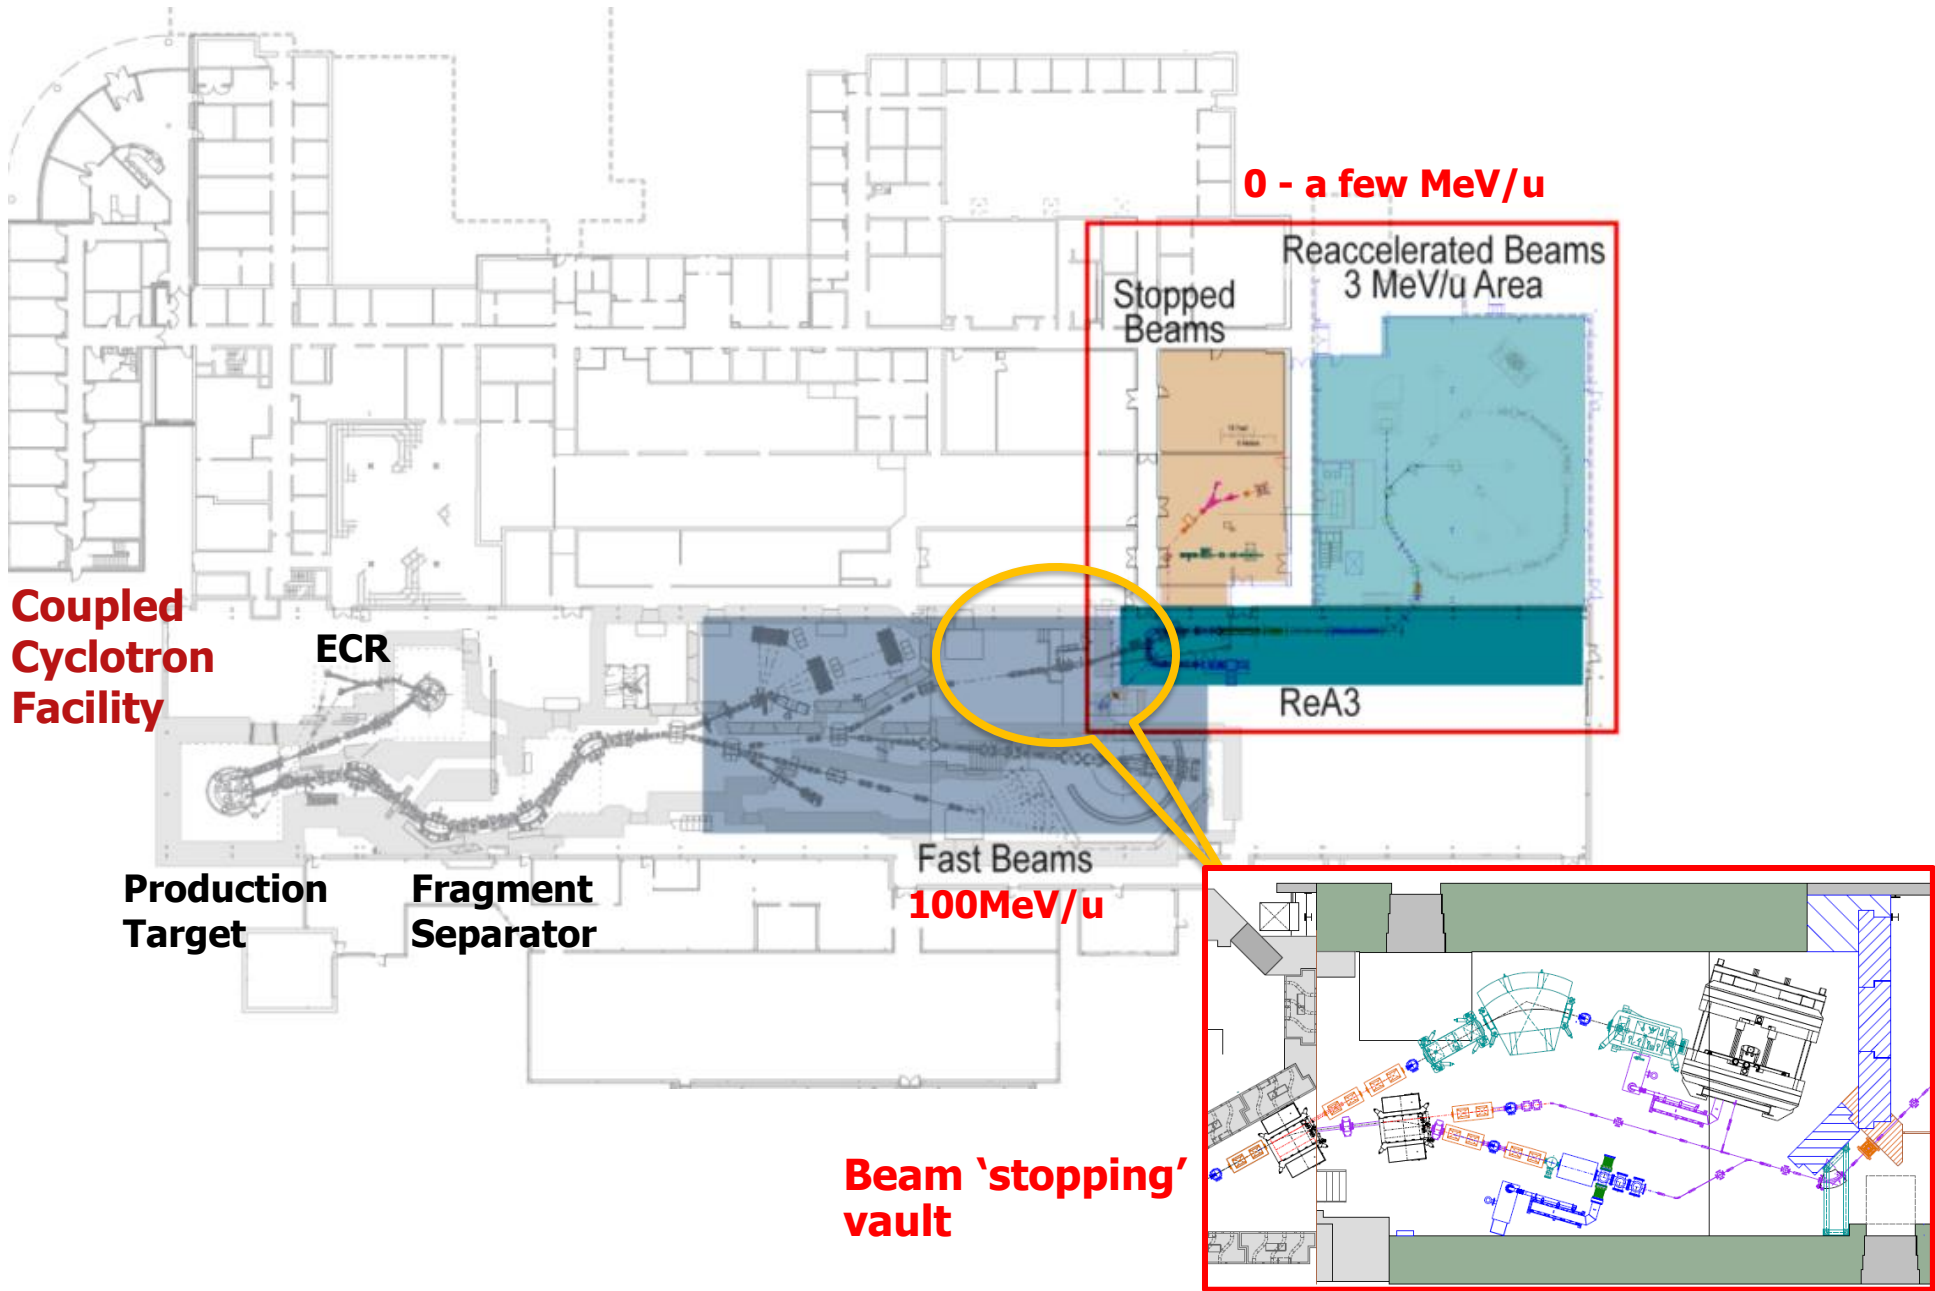 0 - a few MeV/u
Reaccelerated Beams
3 MeV/u Area
Stopped
Beams
Coupled
Cyclotron
Facility
ECR
ReA3
Production
Target
Fragment
Separator
Fast Beams
100MeV/u
Beam ‘stopping’
vault